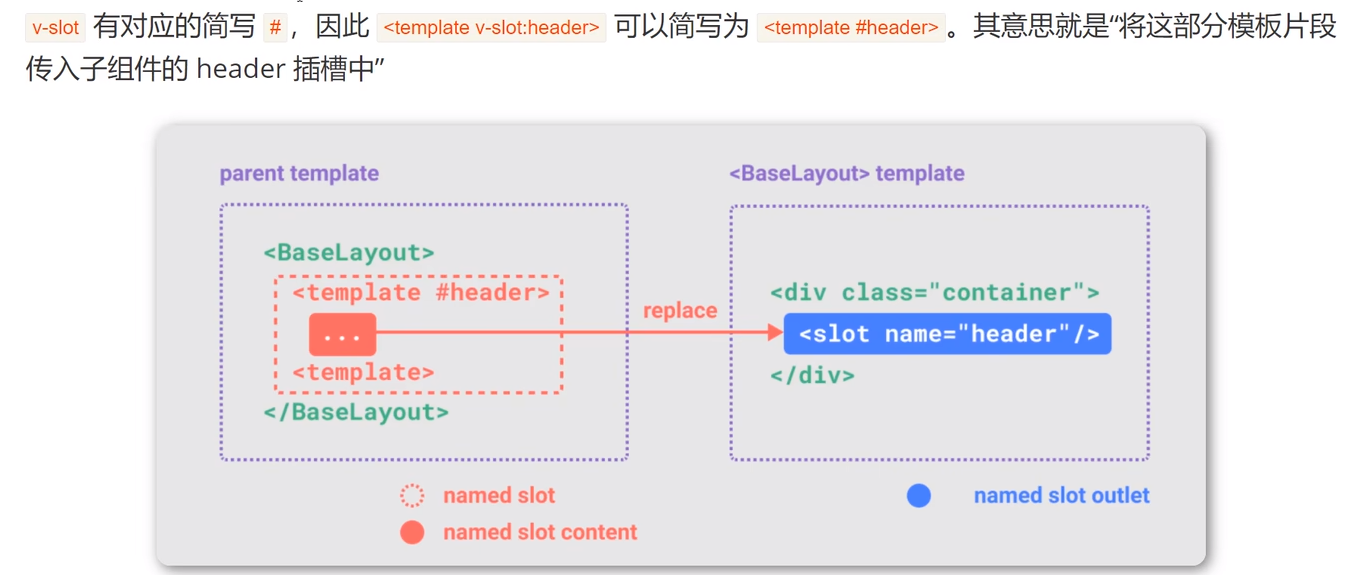 v-slot 有对应的简写 # ，因此 <template v-slot:header> 可以简写为 <template #header> 。其意思就是“将这部分模板片段
传入子组件的 header 插槽中”
parent template
<BaseLayout>
<template #header>
...
<template>
</BaseLayout>
replace
<BaseLayout> template
<div class="container">
<slot name="header"/>
</div>
named slot
named slot content
named slot outlet